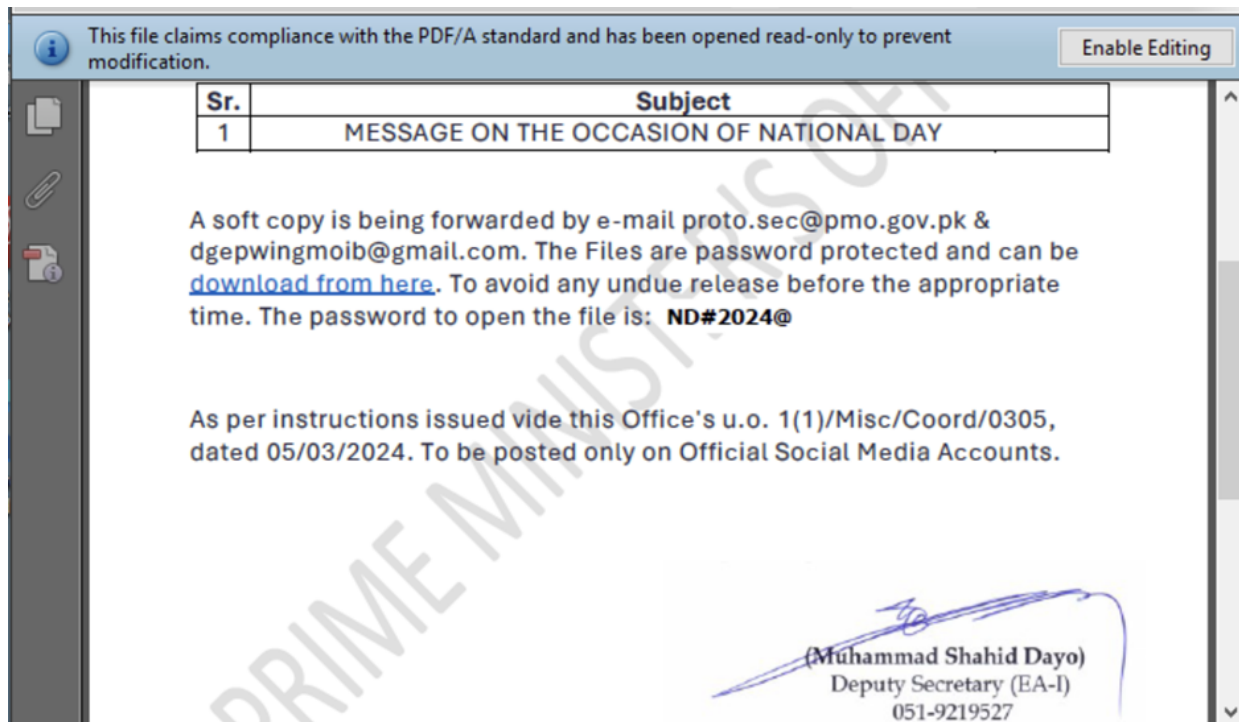 This file claims compliance with the PDF/A standard and has been opened read-only to prevent
modification.
Enable Editing
Sr. Subject
1 MESSAGE ON THE OCCASION OF NATIONAL DAY
A soft copy is being forwarded by e-mail proto.sec@pmo.gov.pk &
dgepwingmoib@gmail.com. The Files are password protected and can be
download from here. To avoid any undue release before the appropriate
time. The password to open the file is: ND#2024@
As per instructions issued vide this Office's u.o. 1(1)/Misc/Coord/0305,
dated 05/03/2024. To be posted only on Official Social Media Accounts.
(Muhammad Shahid Dayo)
Deputy Secretary (EA-I)
051-9219527
PRIME MINISTER'S OF